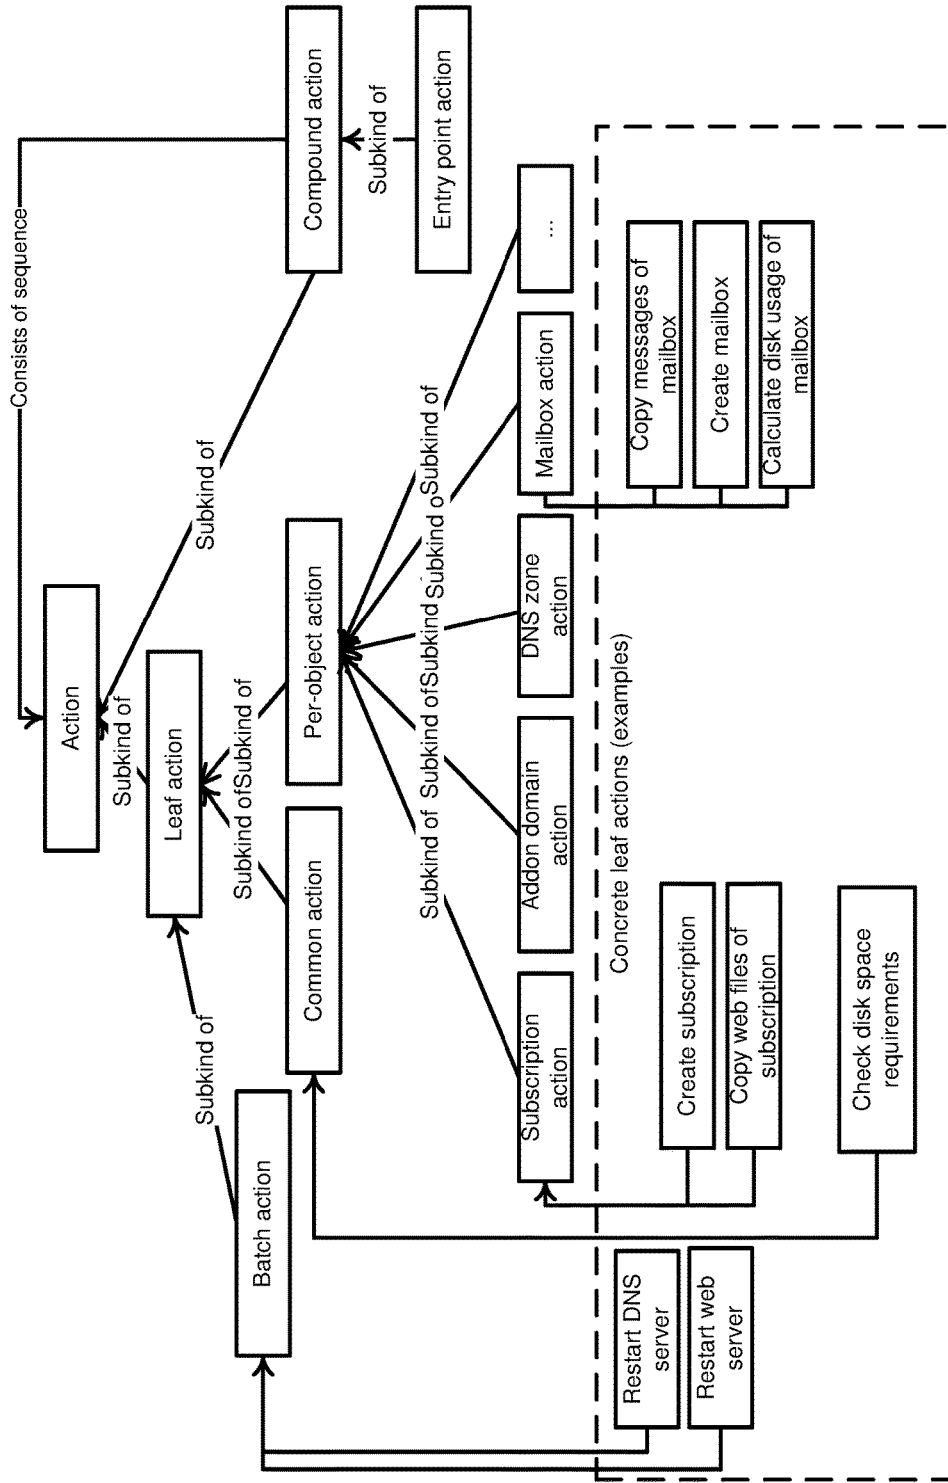 Consists of sequence
Action
Subkind of
Subkind of
Leaf action
Subkind of
Subkind of
Subkind of
Batch action
Common action
Per-object action
Compound action
Subkind of
Entry point action
Subkind of
Subkind of
Subkind
Subkind o
Subkind of
Subscription
action
Addon domain
action
DNS zone
action
Mailbox action
...
Concrete leaf actions (examples)
Restart DNS
server
Restart web
server
Create subscription
Copy web files of
subscription
Check disk space
requirements
Copy messages of
mailbox
Create mailbox
Calculate disk usage of
mailbox